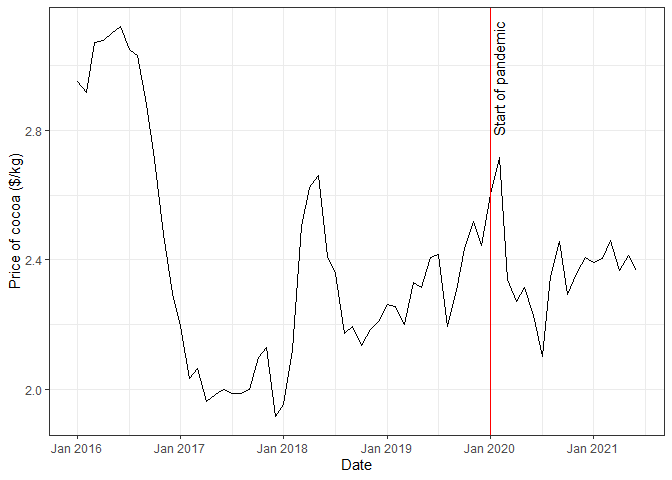 Start of pandemic
Price of cocoa ($/kg)
2.8
2.4
2.0
Jan 2016 Jan 2017 Jan 2018 Jan 2019 Jan 2020 Jan 2021
Date